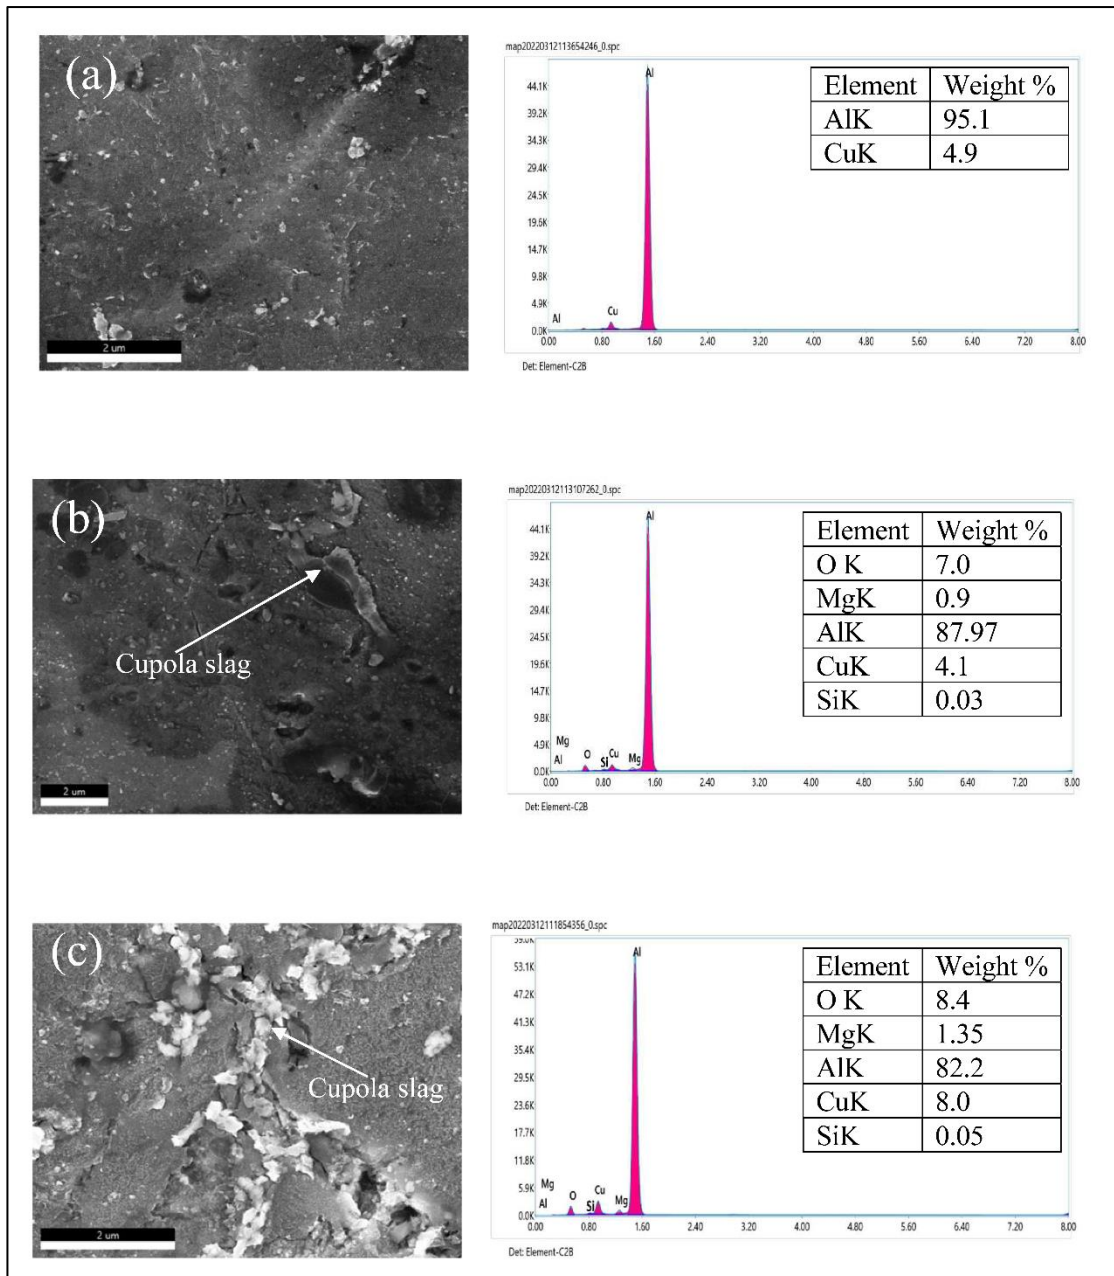 (a)
2 um
map20220312113654246_0.spc
Al
44.1K
39.2K
34.3K
29.4K
24.5K
19.6K
14.7K
9.8K
4.9K
0.0K
Al
Cu
0.00 0.80 1.60 2.40 3.20 4.00 4.80 5.60 6.40 7.20 8.00
Det: Element-C2B
Element Weight %
AlK 95.1
CuK 4.9
(b)
Cupola slag
2 um
map20220312113107262_0.spc
Al
44.1K
39.2K
34.3K
29.4K
24.5K
19.6K
14.7K
9.8K
4.9K
0.0K
Mg
Al
O
Si
Cu
Mg
0.00 0.80 1.60 2.40 3.20 4.00 4.80 5.60 6.40 7.20 8.00
Det: Element-C2B
Element Weight %
O K 7.0
MgK 0.9
AlK 87.97
CuK 4.1
SiK 0.03
(c)
Cupola slag
2 um
map20220312111854356_0.spc
Al
59.0K
53.1K
47.2K
41.3K
35.4K
29.5K
23.6K
17.7K
11.8K
5.9K
0.0K
Mg
Al
O
Si
Cu
Mg
0.00 0.80 1.60 2.40 3.20 4.00 4.80 5.60 6.40 7.20 8.00
Det: Element-C2B
Element Weight %
O K 8.4
MgK 1.35
AlK 82.2
CuK 8.0
SiK 0.05